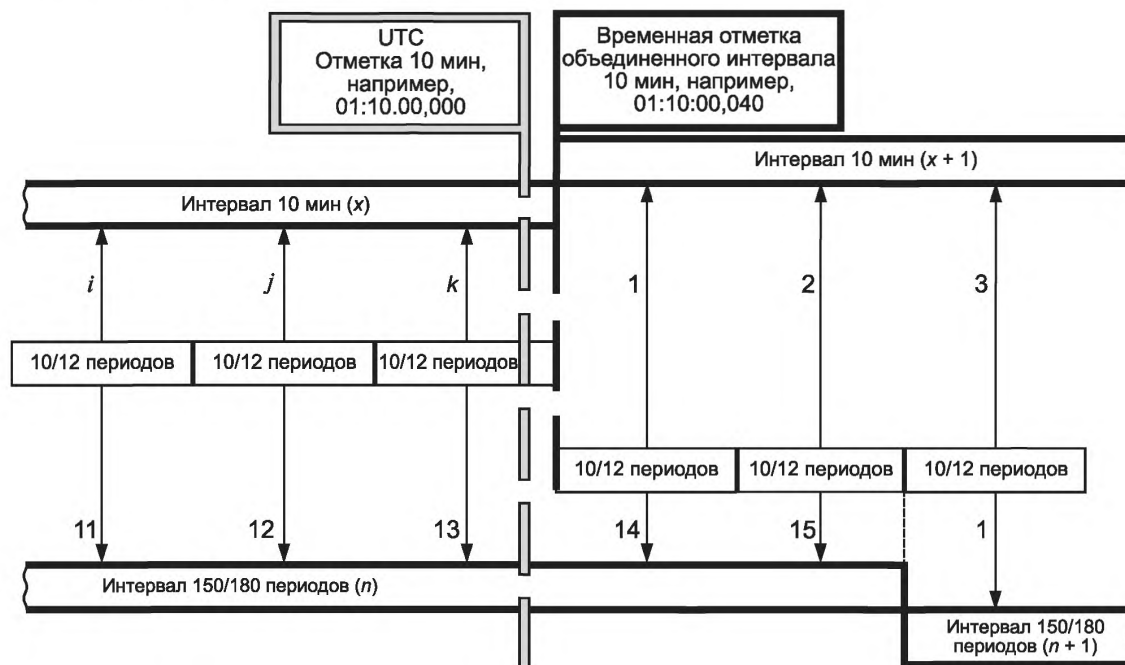 UTC
Отметка 10 мин,
например,
01:10.00,000
Временная отметка
объединенного интервала
10 мин, например,
01:10:00,040
Интервал 10 мин (x + 1)
Интервал 10 мин (x)
i
j
k
1
2
3
10/12 периодов
10/12 периодов
10/12 периодов
10/12 периодов
10/12 периодов
10/12 периодов
11
12
13
14
15
1
Интервал 150/180 периодов (n)
Интервал 150/180
периодов (n + 1)